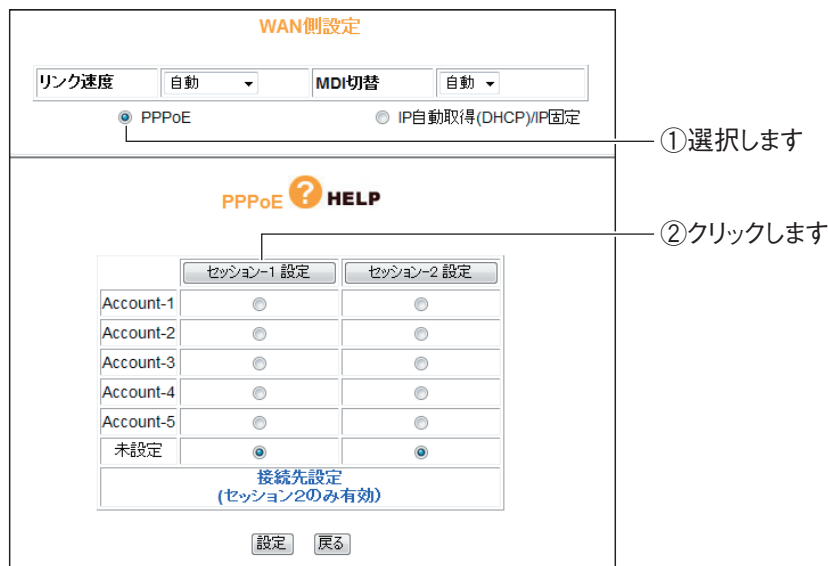 WAN側設定
リンク速度 自動 MDI切替 自動
PPPoE IP自動取得(DHCP)/IP固定
①選択します
PPPoE ? HELP
②クリックします
セッション-1 設定 セッション-2 設定
Account-1
Account-2
Account-3
Account-4
Account-5
未設定
接続先設定
(セッション2のみ有効)
設定 戻る